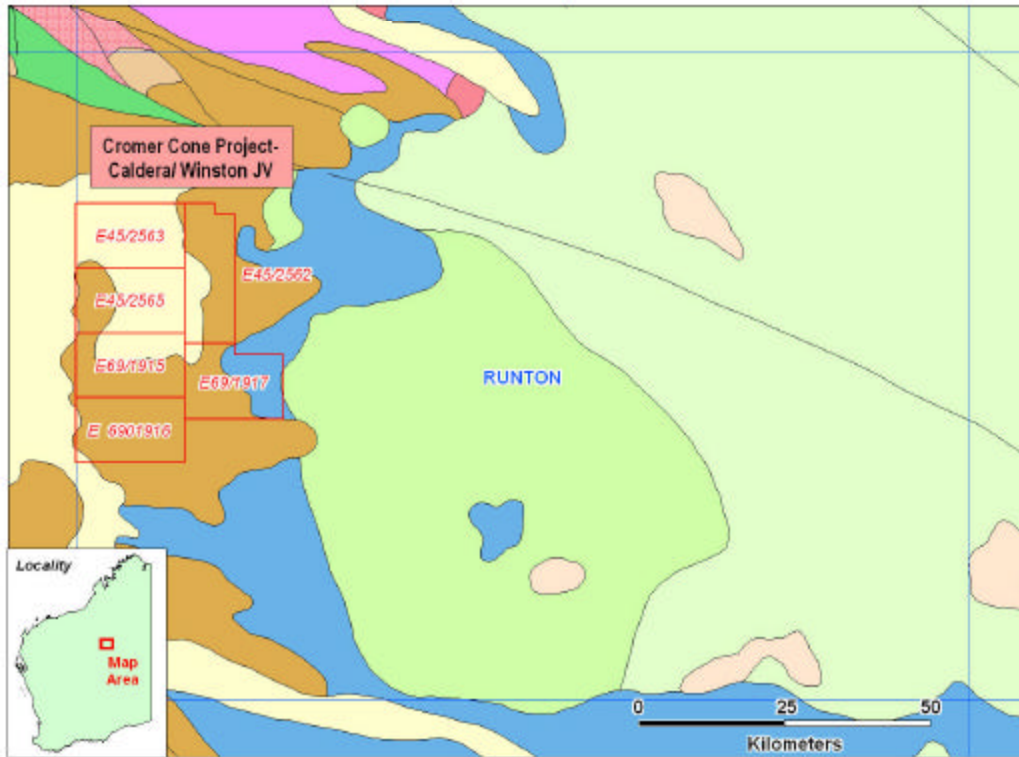 Cromer Cone Project-
Caldera/ Winston JV
E45/2563
E45/2562
E45/2565
E69/1915
E69/1917
E 6901916
RUNTON
Locality
Map
Area
0 25 50
Kilometers